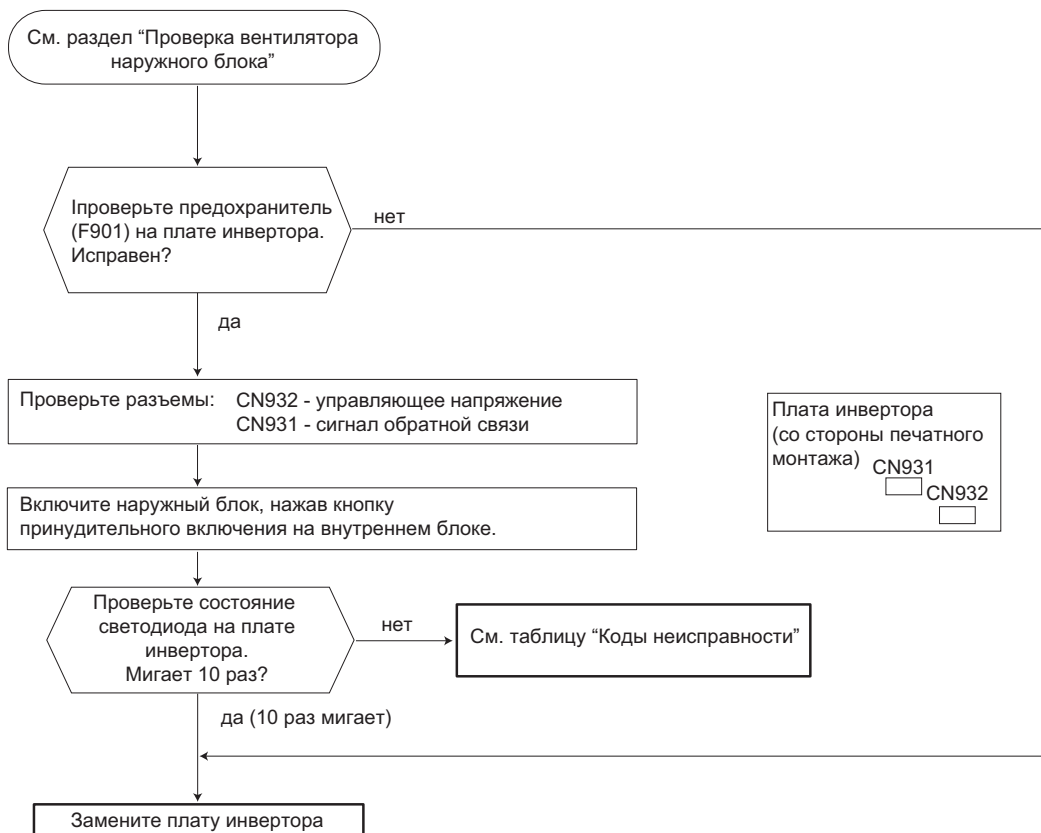 См. раздел “Проверка вентилятора
наружного блока”
Iпроверьте предохранитель
(F901) на плате инвертора.
Исправен?
нет
да
Проверьте разъемы: CN932 - управляющее напряжение
CN931 - сигнал обратной связи
Плата инвертора
(со стороны печатного
монтажа)
CN931
CN932
Включите наружный блок, нажав кнопку
принудительного включения на внутреннем блоке.
Проверьте состояние
светодиода на плате
инвертора.
Мигает 10 раз?
нет
См. таблицу “Коды неисправности”
да (10 раз мигает)
Замените плату инвертора